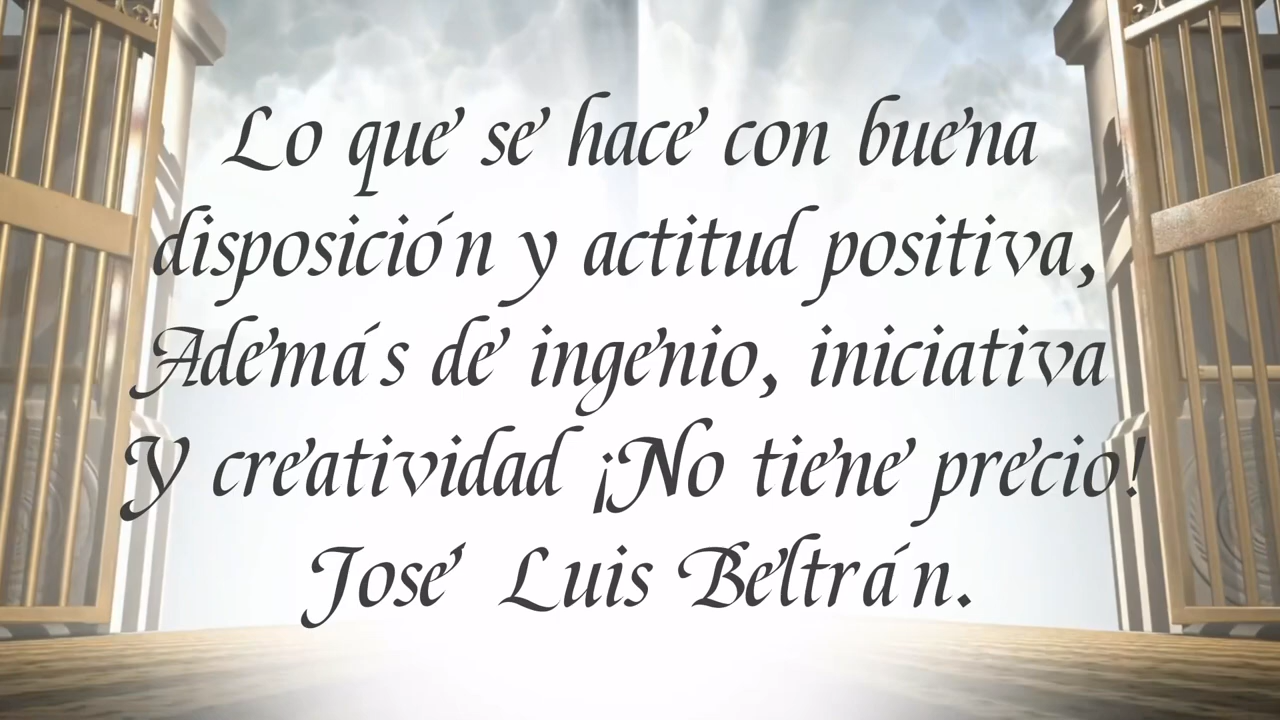 Lo que se hace con buena
disposición y actitud positiva,
Además de ingenio, iniciativa
Y creatividad ¡No tiene precio!
José Luis Beltrán.